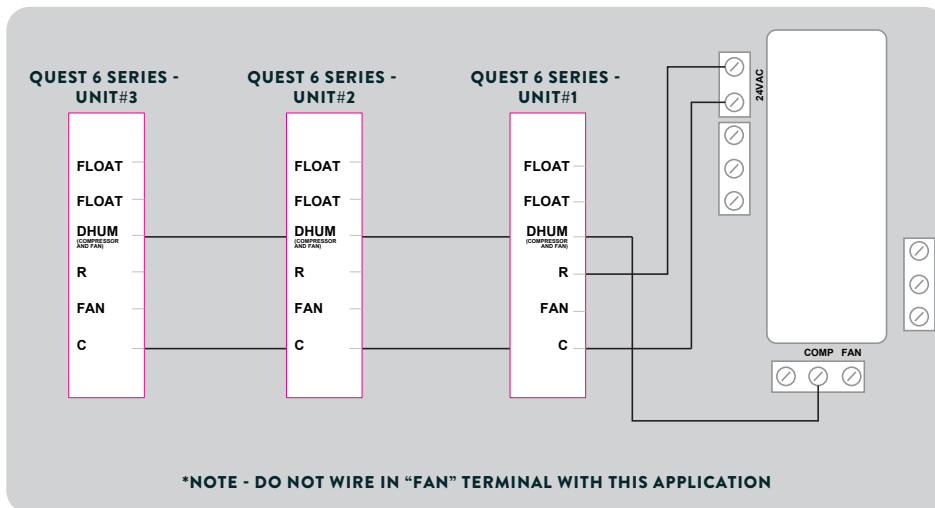 QUEST 6 SERIES -
UNIT#3
QUEST 6 SERIES -
UNIT#2
QUEST 6 SERIES -
UNIT#1
FLOAT
FLOAT
DHUM
(COMPRESSOR
AND FAN)
R
FAN
C
FLOAT
FLOAT
DHUM
(COMPRESSOR
AND FAN)
R
FAN
C
FLOAT
FLOAT
DHUM
(COMPRESSOR
AND FAN)
R
FAN
C
24VAC
COMP FAN
*NOTE - DO NOT WIRE IN “FAN” TERMINAL WITH THIS APPLICATION